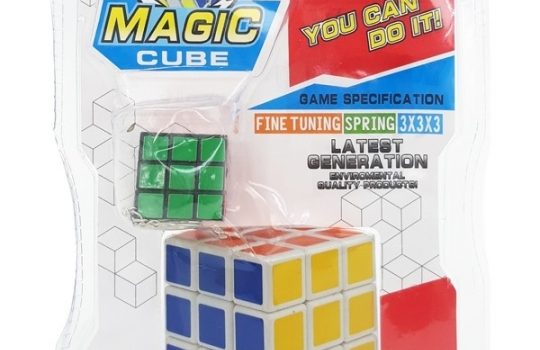 MAGIC
CUBE
YOU CAN
DO IT!
GAME SPECIFICATION
FINE TUNING SPRING 3X3X3
LATEST
GENERATION
ENVIROMENTAL
QUALITY PRODUCTS!